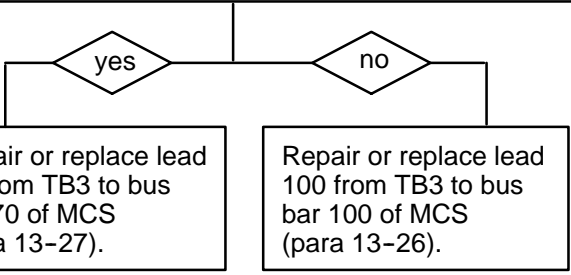 yes
no
air or replace lead
om TB3 to bus
70 of MCS
a 13-27).
Repair or replace lead
100 from TB3 to bus
bar 100 of MCS
(para 13-26).